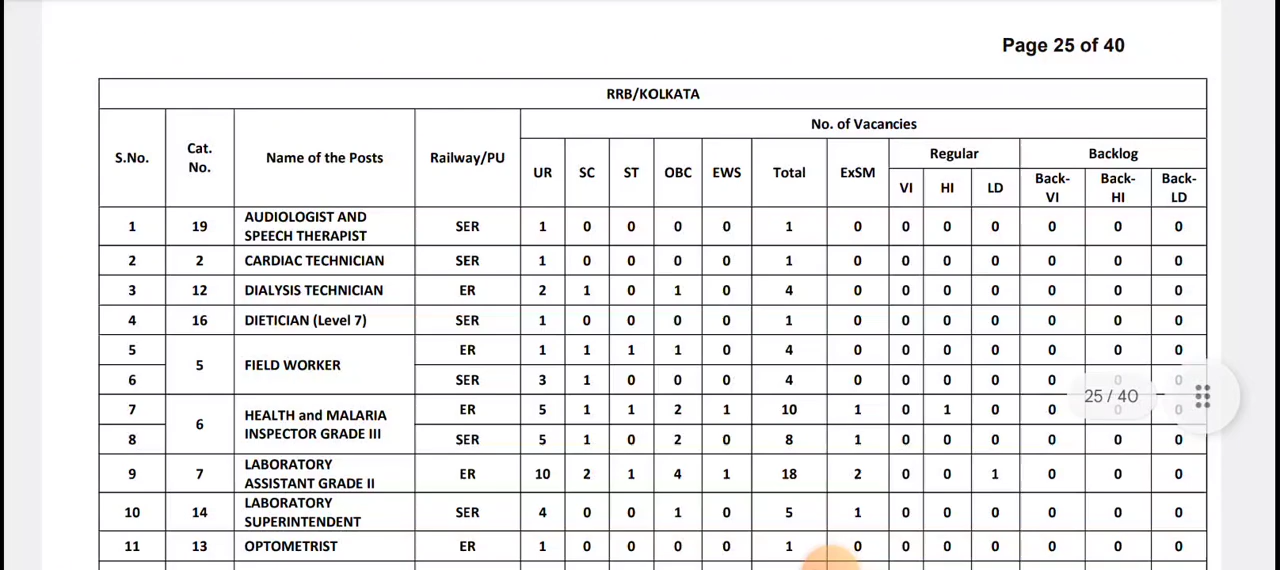 Page 25 of 40
RRB/KOLKATA
S.No. Cat. No. Name of the Posts Railway/PU No. of Vacancies
UR SC ST OBC EWS Total ExSM Regular Backlog
VI HI LD Back-VI Back-HI Back-LD
1 19 AUDIOLOGIST AND SPEECH THERAPIST SER 1 0 0 0 0 1 0 0 0 0 0 0 0
2 2 CARDIAC TECHNICIAN SER 1 0 0 0 0 1 0 0 0 0 0 0 0
3 12 DIALYSIS TECHNICIAN ER 2 1 0 1 0 4 0 0 0 0 0 0 0
4 16 DIETICIAN (Level 7) SER 1 0 0 0 0 1 0 0 0 0 0 0 0
5 5 FIELD WORKER ER 1 1 1 1 0 4 0 0 0 0 0 0 0
6 SER 3 1 0 0 0 4 0 0 0 0 0 0 0
25 / 40
7 6 HEALTH and MALARIA INSPECTOR GRADE III ER 5 1 1 2 1 10 1 0 1 0 0 0 0
8 SER 5 1 0 2 0 8 1 0 0 0 0 0 0
9 7 LABORATORY ASSISTANT GRADE II ER 10 2 1 4 1 18 2 0 0 1 0 0 0
10 14 LABORATORY SUPERINTENDENT SER 4 0 0 1 0 5 1 0 0 0 0 0 0
11 13 OPTOMETRIST ER 1 0 0 0 0 1 0 0 0 0 0 0 0